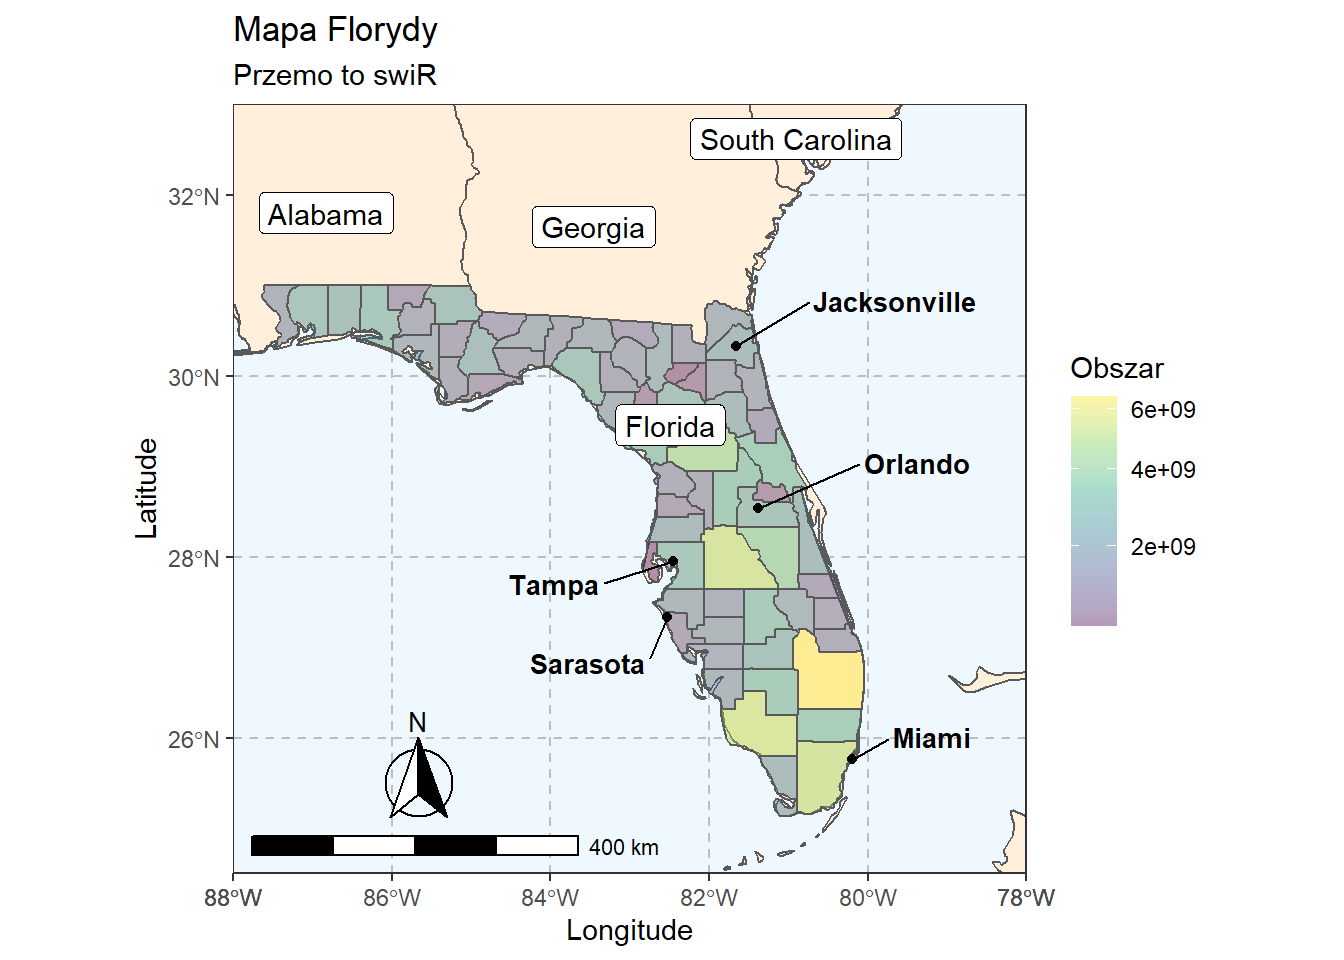 Mapa Florydy
Przemo to swiR
South Carolina
Alabama
Georgia
Jacksonville
Florida
Orlando
Tampa
Sarasota
Miami
N
400 km
32°N
30°N
28°N
26°N
Latitude
88°W 86°W 84°W 82°W 80°W 78°W
Longitude
Obszar
6e+09
4e+09
2e+09